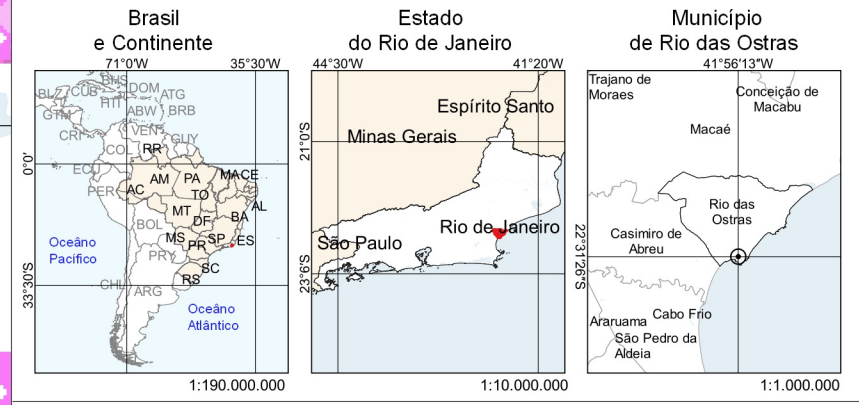 Brasil
e Continente
71°0'W 35°30'W
BHS
DOM
BLZ CUB ATG
HTI
GTM ABW BRB
CRI VEN GUY
COL RR
0°0'
ECU
AM PA MA CE
PER AC TO
AL
MT BA
BOL DF
MS SP ES
Oceâno
Pacífico
PRY PR
SC
33°30'S
RS
CHL ARG
Oceâno
Atlântico
1:190.000.000
Estado
do Rio de Janeiro
44°30'W 41°20'W
Espírito Santo
21°0'S
Minas Gerais
Rio de Janeiro
São Paulo
23°6'S
1:10.000.000
Município
de Rio das Ostras
41°56'13"W
Trajano de
Moraes
Conceição de
Macabu
Macaé
Rio das
Ostras
Casimiro de
Abreu
22°31'26"S
Araruama Cabo Frio
São Pedro da
Aldeia
1:1.000.000